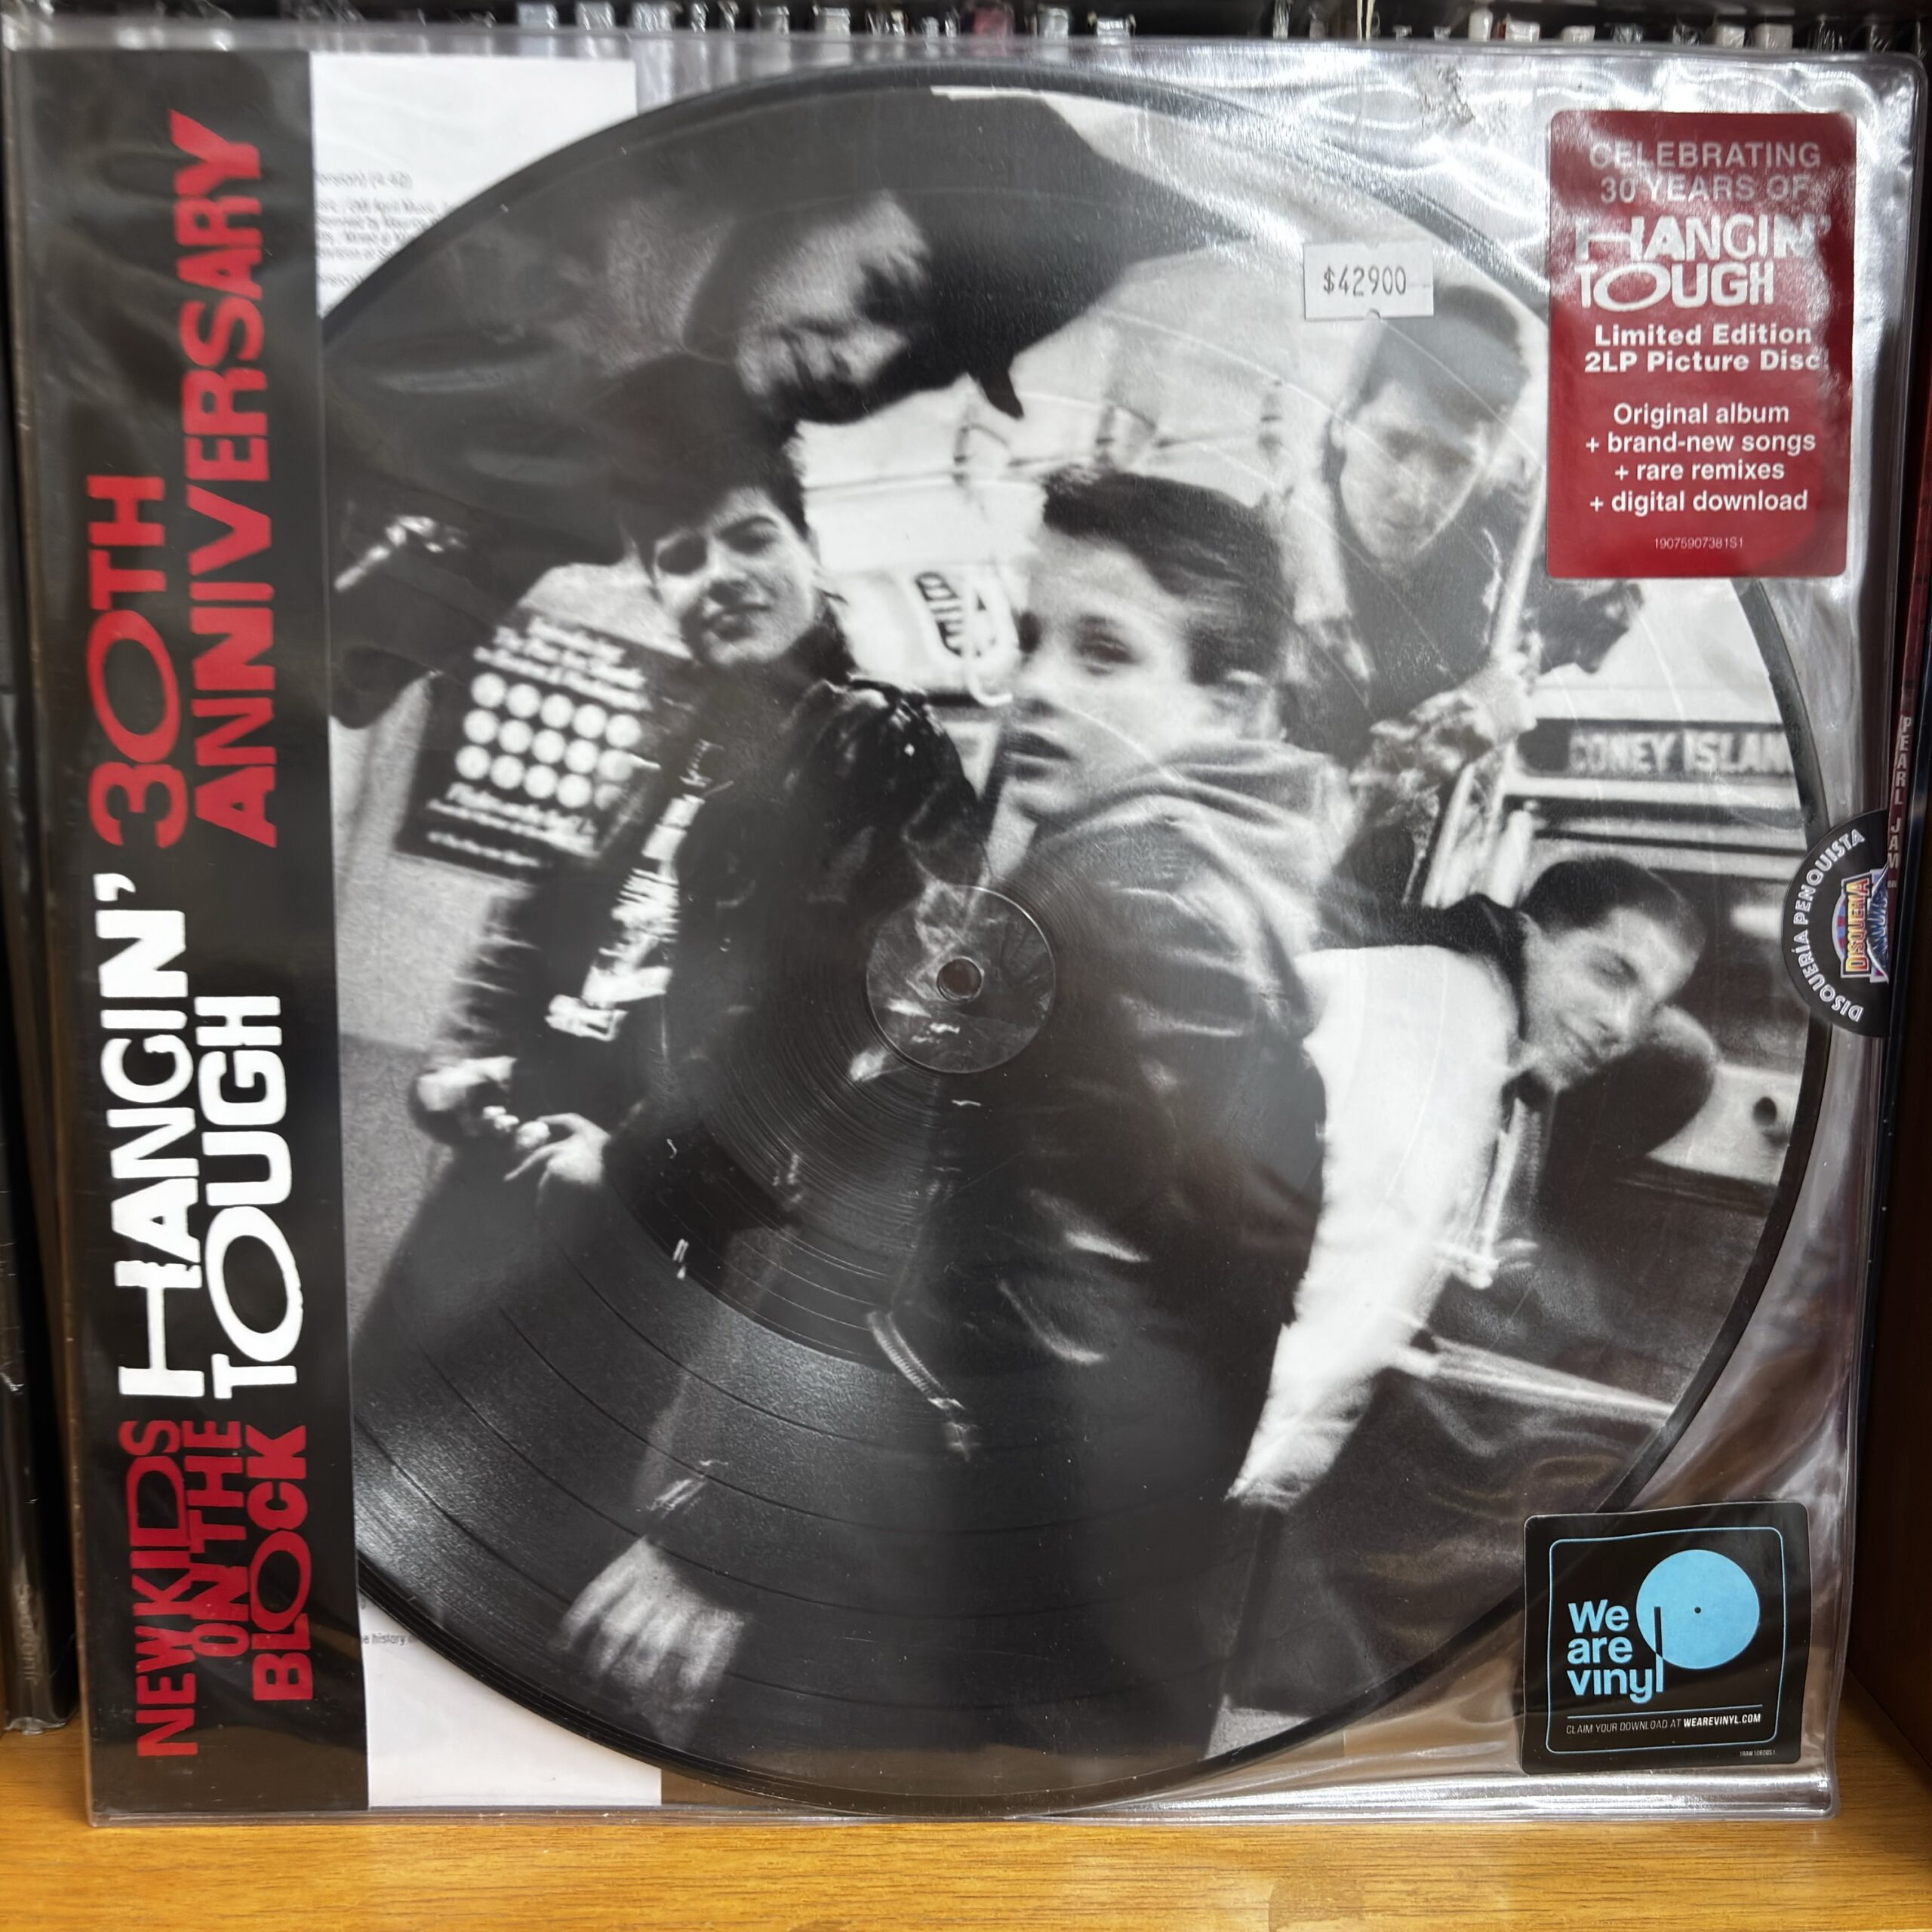 NEW KIDS
ON THE
BLOCK
HANGIN'
TOUGH
30TH
ANNIVERSARY
$42900
CELEBRATING
30 YEARS OF
HANGIN'
TOUGH
Limited Edition
2LP Picture Disc
Original album
+ brand-new songs
+ rare remixes
+ digital download
19075907381S1
CONEY ISLAN
PEARL JAM
DISQUERÍA PENQUISTA
DISQUERIA
We
are
vinyl
CLAIM YOUR DOWNLOAD AT WEAREVINYL.COM